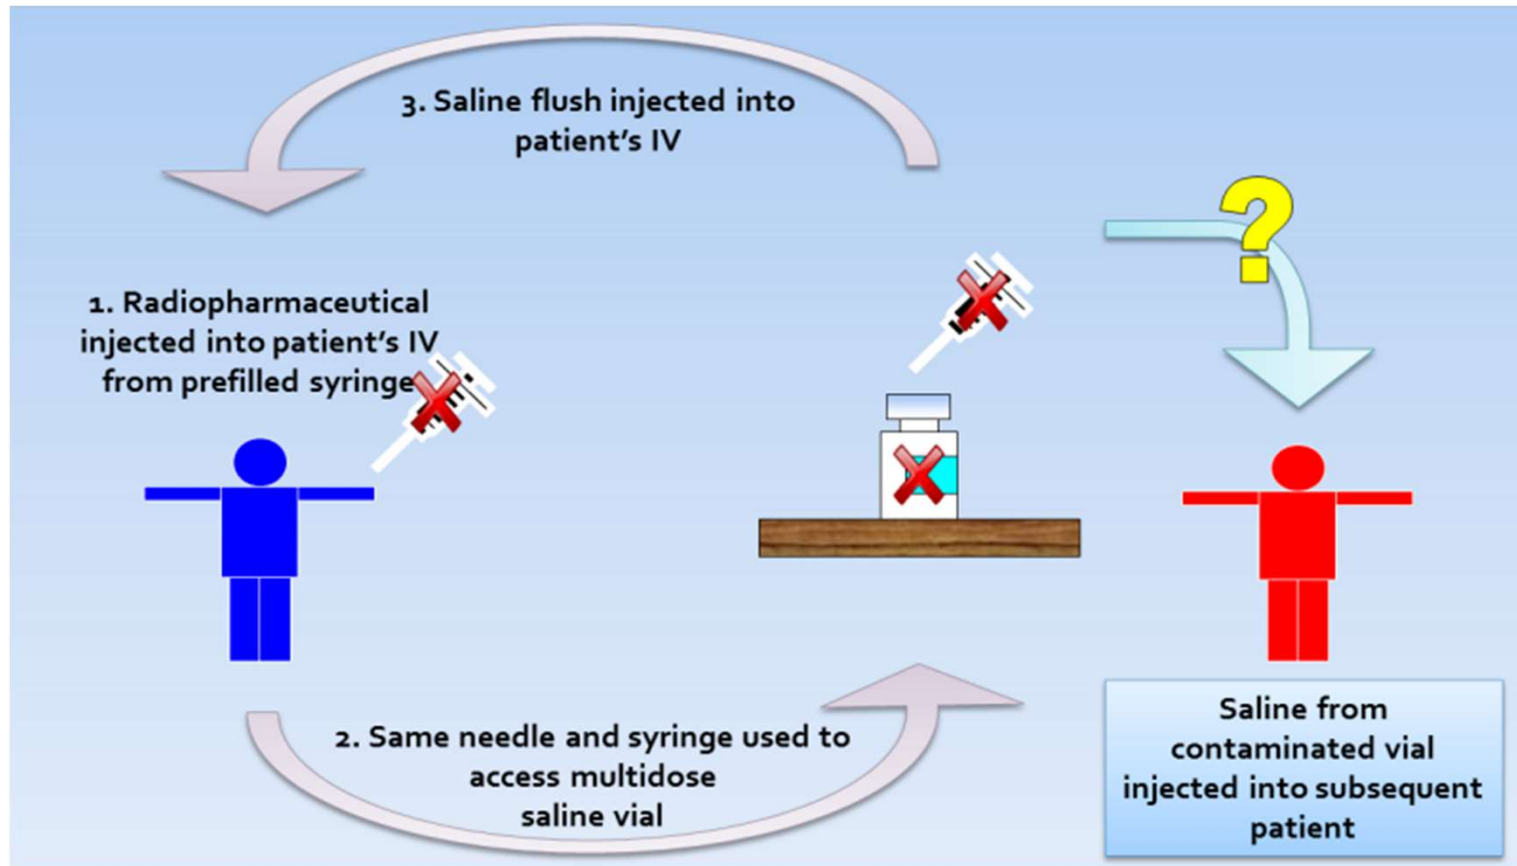 3. Saline flush injected into
patient's IV
1. Radiopharmaceutical
injected into patient's IV
from prefilled syringe
?
2. Same needle and syringe used to
access multidose
saline vial
Saline from
contaminated vial
injected into subsequent
patient